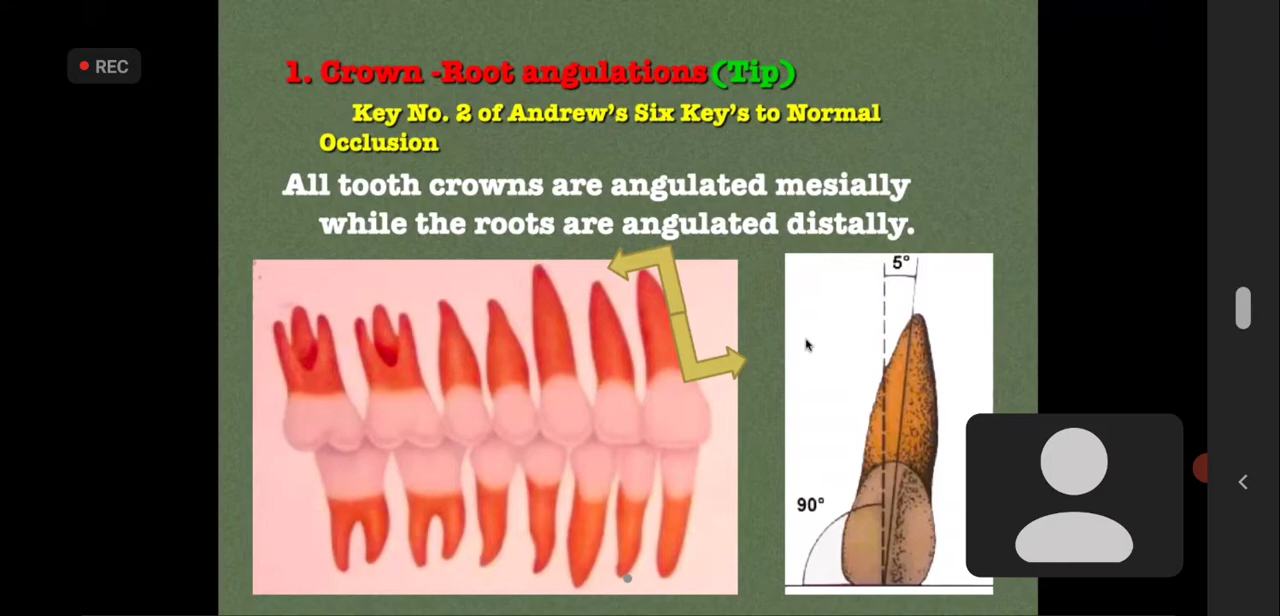 REC
1. Crown -Root angulations(Tip)
Key No. 2 of Andrew's Six Key's to Normal
Occlusion
All tooth crowns are angulated mesially
while the roots are angulated distally.
5°
90°